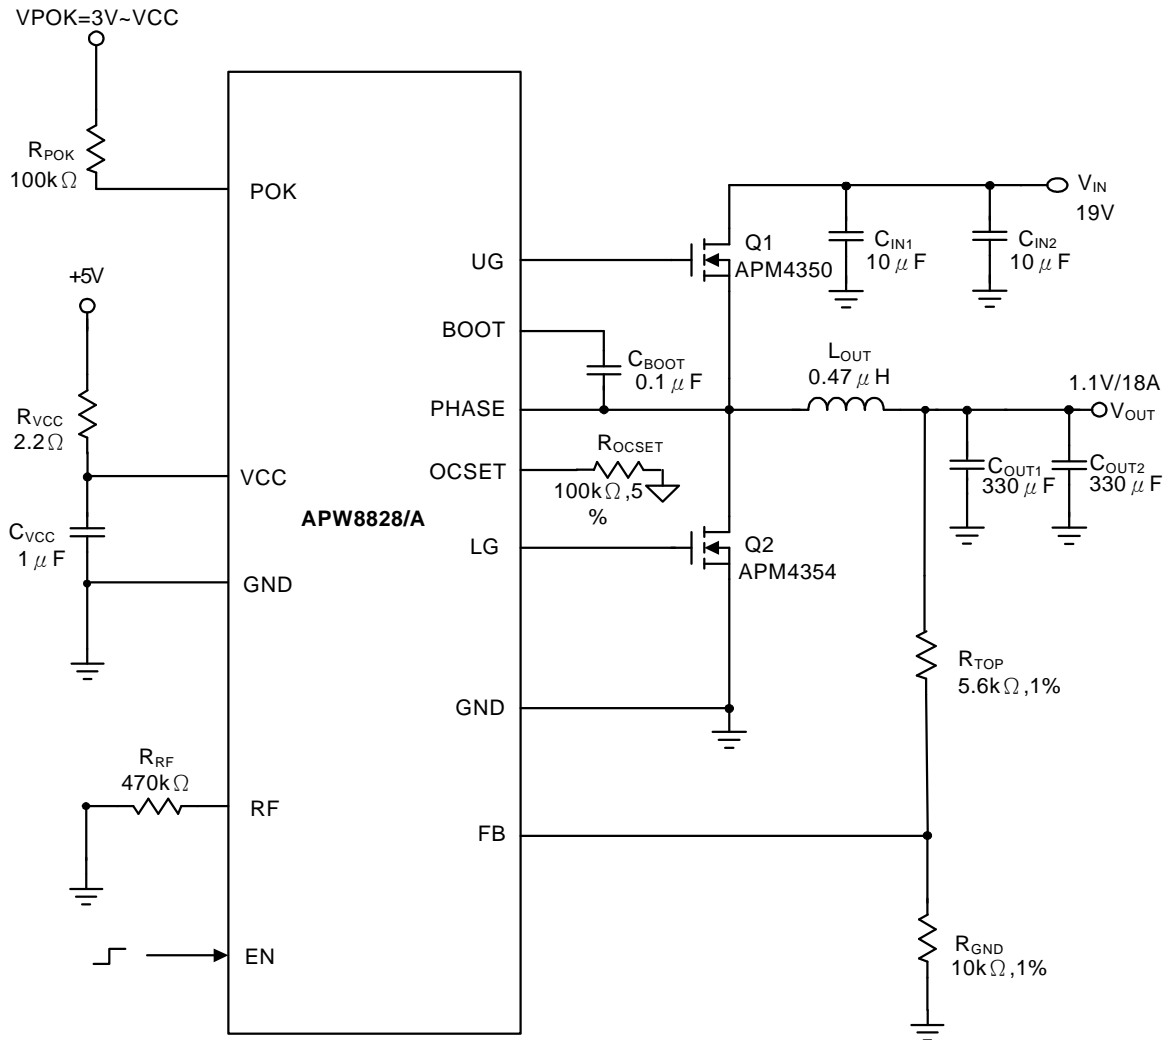 VPOK=3V~VCC
RPOK
100kΩ
POK
+5V
RVCC
2.2Ω
VCC
CVCC
1μF
GND
RRF
470kΩ
RF
EN
APW8828/A
UG
BOOT
PHASE
OCSET
LG
GND
FB
Q1
APM4350
CBOOT
0.1μF
ROCSET
100kΩ,5
%
Q2
APM4354
VIN
19V
CIN1
10μF
CIN2
10μF
LOUT
0.47μH
1.1V/18A
VOUT
COUT1
330μF
COUT2
330μF
RTOP
5.6kΩ,1%
RGND
10kΩ,1%